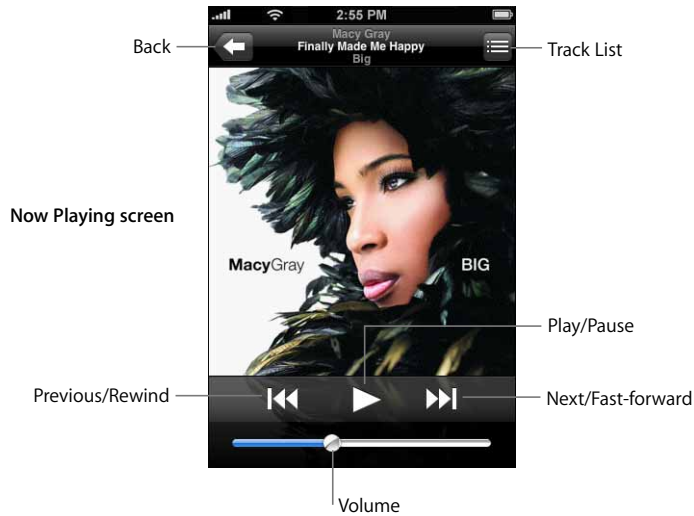 2:55 PM
Macy Gray
Finally Made Me Happy
Big
Back
Track List
Now Playing screen
MacyGray
BIG
Play/Pause
Previous/Rewind
Next/Fast-forward
Volume